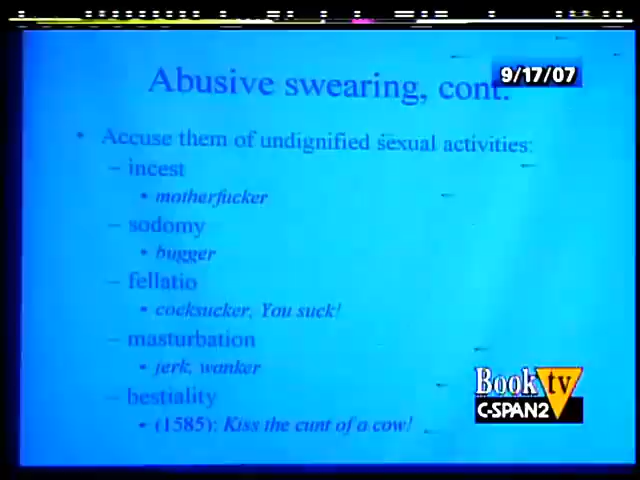 9/17/07
Abusive swearing, cont.
• Accuse them of undignified sexual activities:
– incest
• motherfucker
– sodomy
• bugger
– fellatio
• cocksucker, You suck!
– masturbation
• jerk, wanker
– bestiality
• (1585): Kiss the cunt of a cow!
Book tv
C-SPAN2